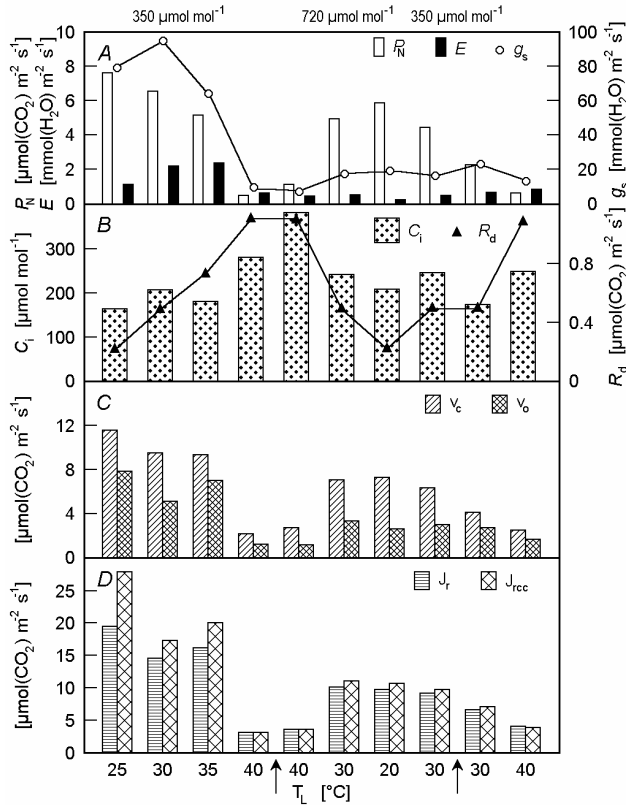 350 µmol mol⁻¹ 720 µmol mol⁻¹ 350 µmol mol⁻¹
A
P_N E g_s
P_N [µmol(CO₂) m⁻² s⁻¹]
E [mmol(H₂O) m⁻² s⁻¹]
10
8
6
4
2
0
100
80
60
40
20
0
g_s [mmol(H₂O) m⁻² s⁻¹]
B
C_i R_d
C_i [µmol mol⁻¹]
300
200
100
0
0.8
0.4
0
R_d [µmol(CO₂) m⁻² s⁻¹]
C
v_c v_o
[µmol(CO₂) m⁻² s⁻¹]
12
8
4
0
D
J_r J_rcc
[µmol(CO₂) m⁻² s⁻¹]
25
20
15
10
5
0
25 30 35 40 40 30 20 30 30 40
T_L [°C]